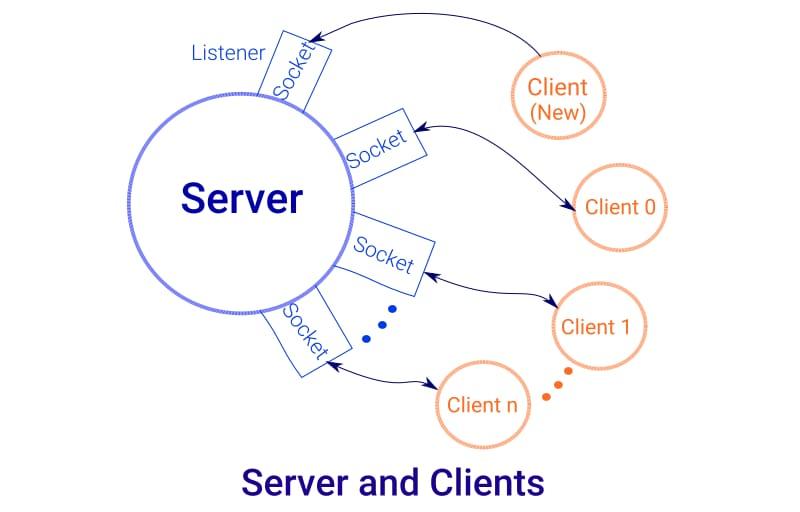 Listener
Socket
Client
(New)
Socket
Server
Client 0
Socket
Client 1
Socket
Client n
Server and Clients